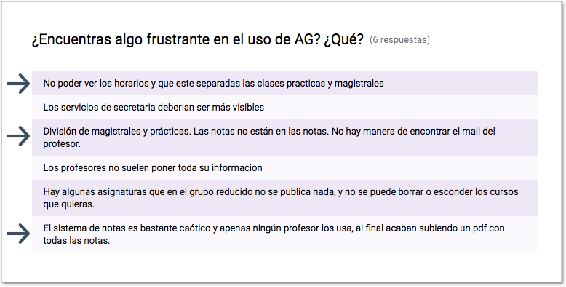 ¿Encuentras algo frustrante en el uso de AG? ¿Qué? (6 respuestas)
No poder ver los horarios y que este separadas las clases practicas y magistrales
Los servicios de secretaria deberian ser más visibles
División de magistrales y prácticas. Las notas no están en las notas. No hay manera de encontrar el mail del
profesor.
Los profesores no suelen poner toda su informacion
Hay algunas asignaturas que en el grupo reducido no se publica nada, y no se puede borrar o esconder los cursos
que quieras.
El sistema de notas es bastante caótico y apenas ningún profesor los usa, al final acaban subiendo un pdf con
todas las notas.